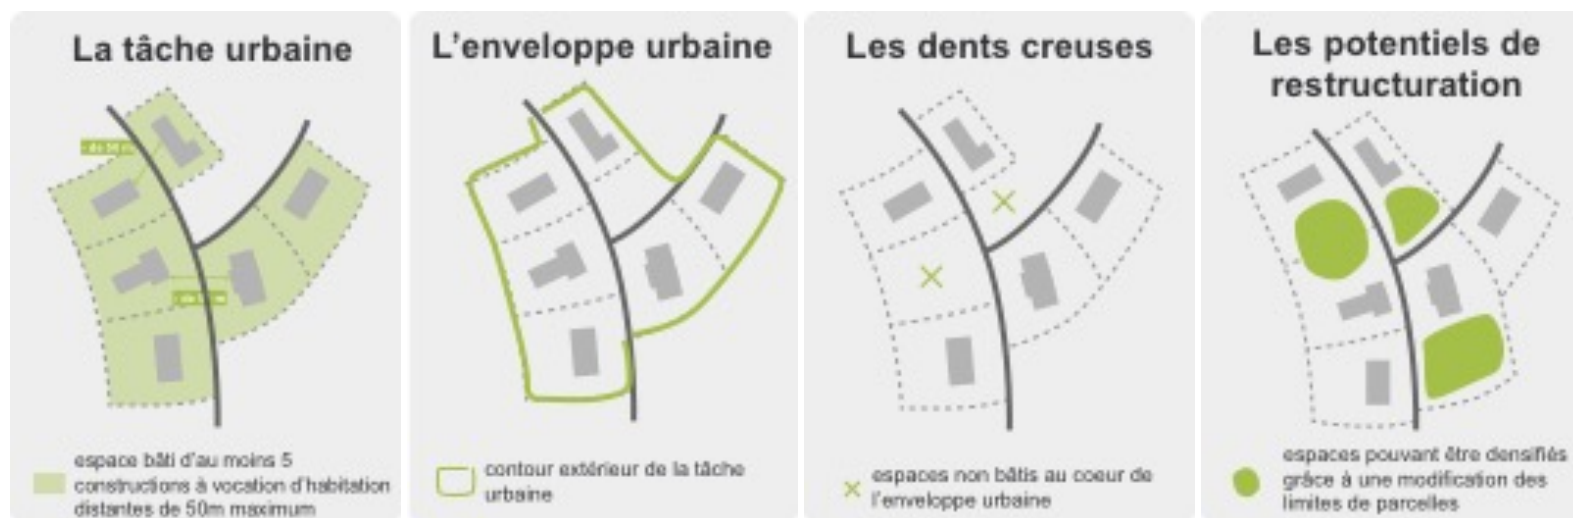 La tâche urbaine
espace bâti d'au moins 5
constructions à vocation d'habitation
distantes de 50m maximum
L'enveloppe urbaine
contour extérieur de la tâche
urbaine
Les dents creuses
espaces non bâtis au coeur de
l'enveloppe urbaine
Les potentiels de
restructuration
espaces pouvant être densifiés
grâce à une modification des
limites de parcelles